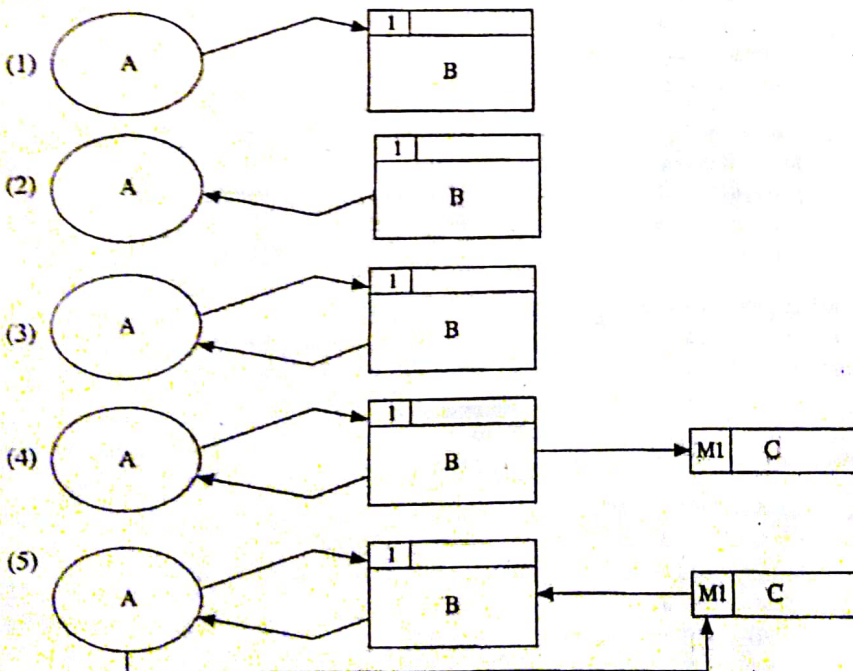 1
(1) A B
1
(2) A B
1
(3) A B
1
(4) A B M1 C
1
(5) A B M1 C